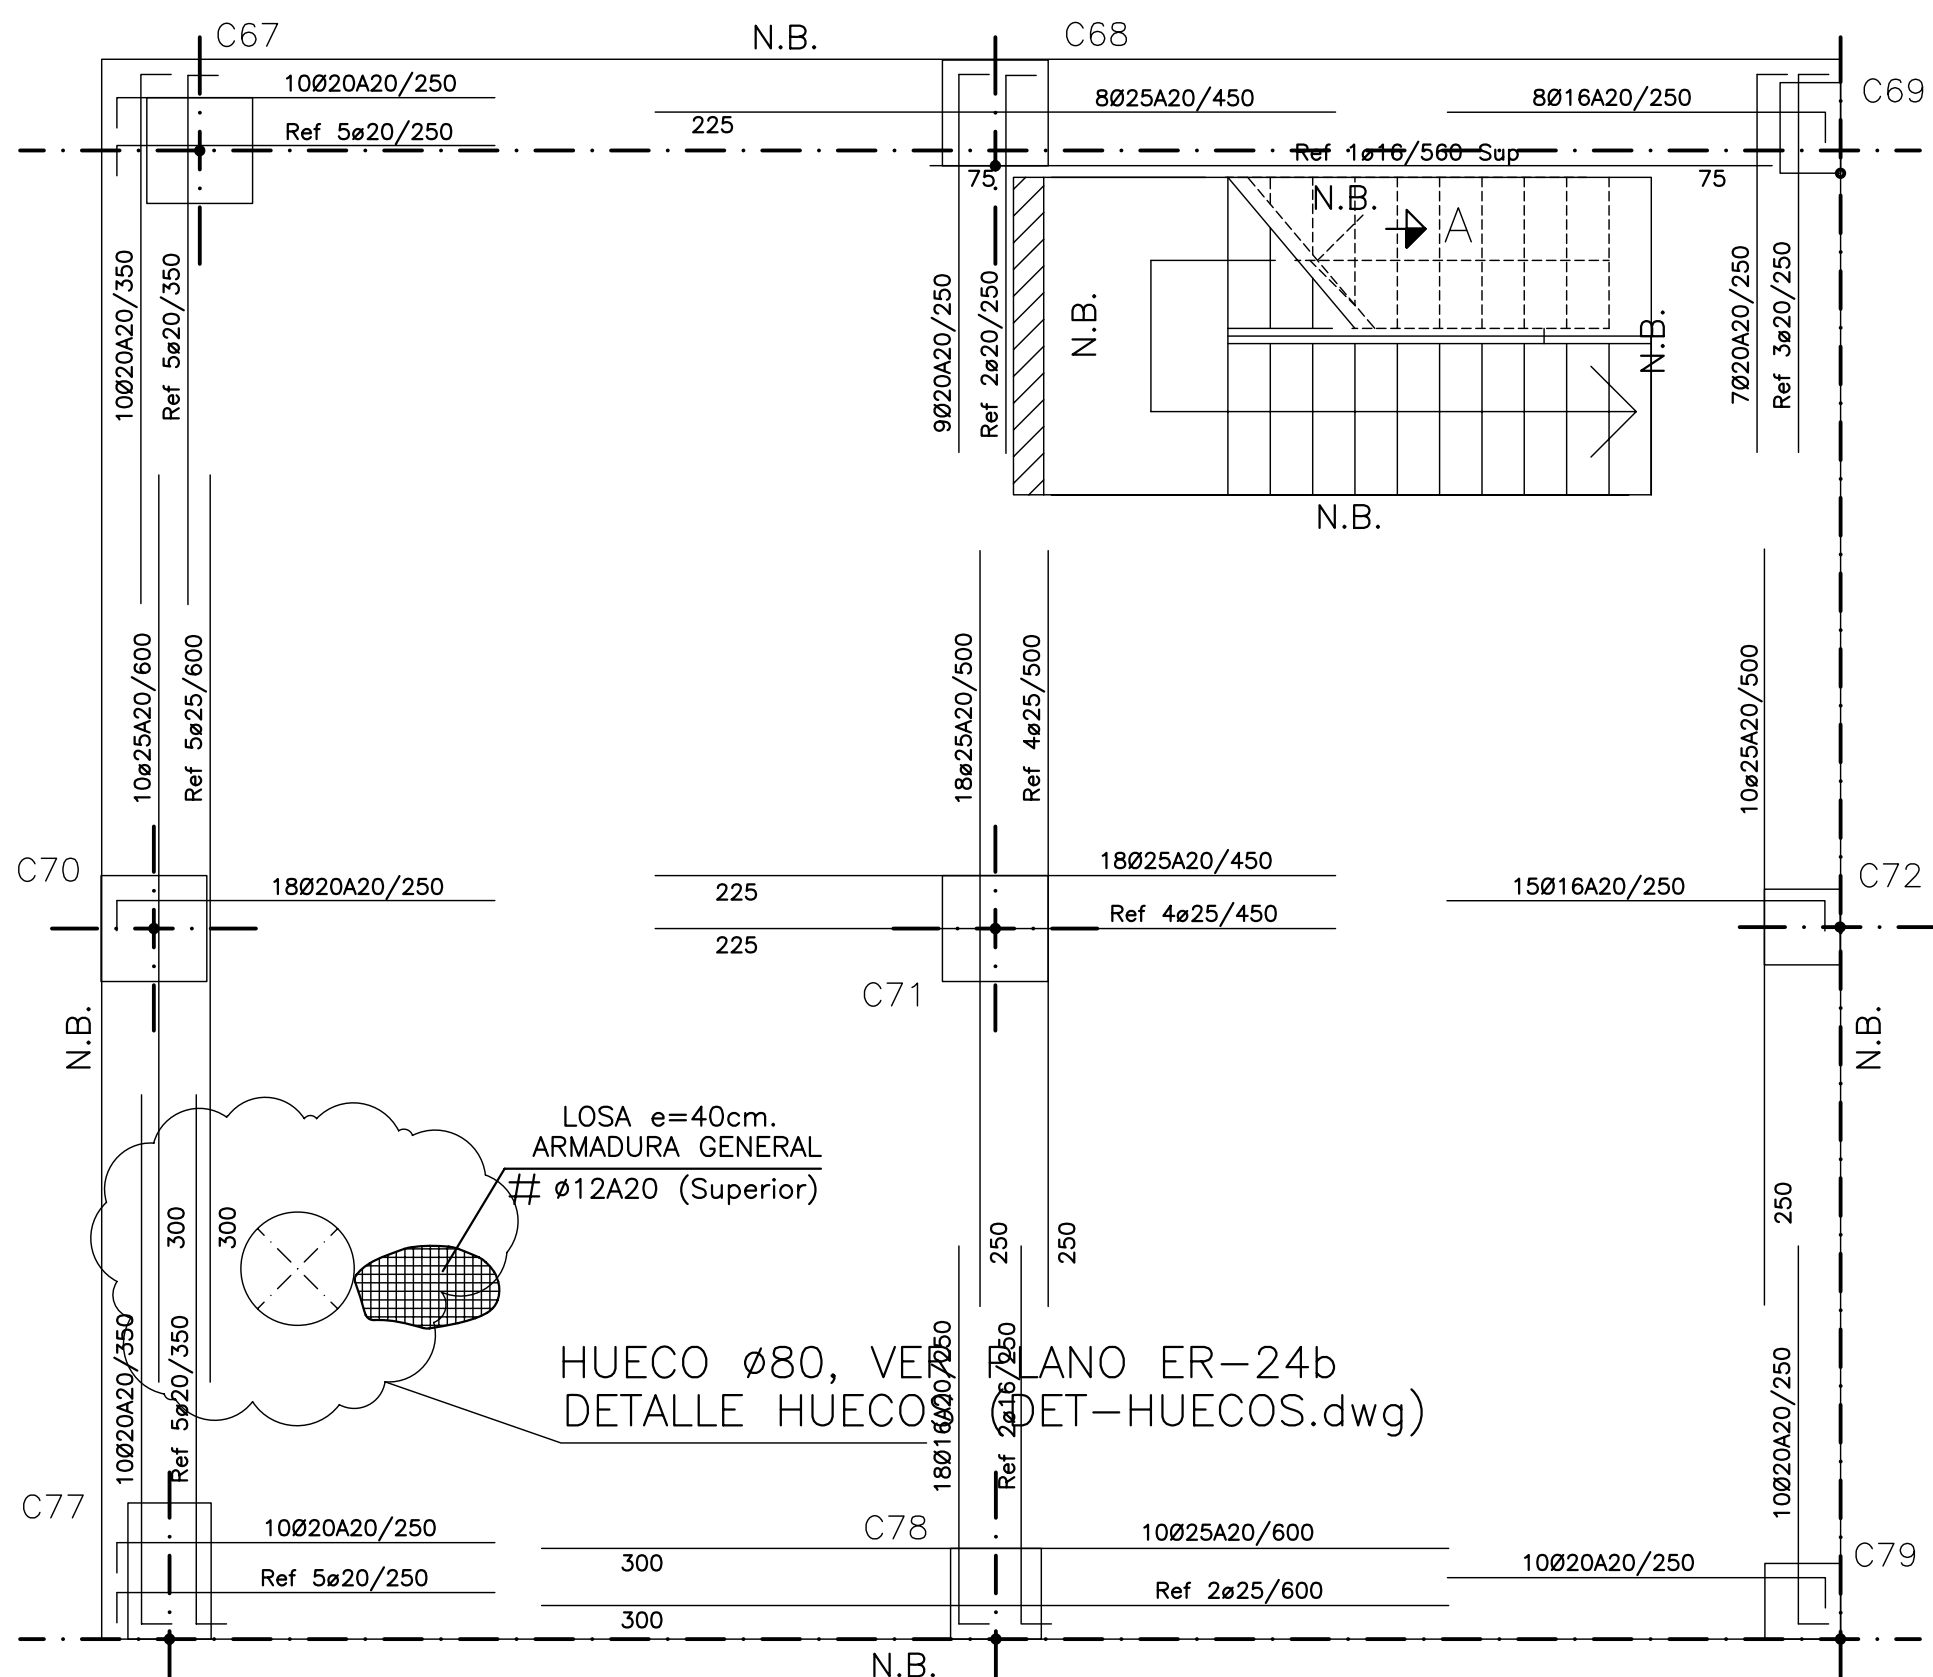 C67
N.B.
C68
C69
10Ø20A20/250
Ref 5ø20/250
225
8Ø25A20/450
8Ø16A20/250
Ref 1ø16/560 Sup
75
75
N.B.
A
10Ø20A20/350
Ref 5ø20/350
9Ø20A20/250
Ref 2ø20/250
N.B.
N.B.
7Ø20A20/250
Ref 3ø20/250
N.B.
10ø25A20/600
Ref 5ø25/600
18ø25A20/500
Ref 4ø25/500
10ø25A20/500
C70
18Ø20A20/250
225
18Ø25A20/450
15Ø16A20/250
C72
225
Ref 4ø25/450
C71
N.B.
N.B.
LOSA e=40cm.
ARMADURA GENERAL
# ø12A20 (Superior)
300
300
250
250
250
10Ø20A20/350
Ref 5ø20/350
18Ø16A20/250
Ref 2ø16/250
10Ø20A20/250
HUECO ø80, VER PLANO ER-24b
DETALLE HUECOS (DET-HUECOS.dwg)
C77
10Ø20A20/250
Ref 5ø20/250
C78
300
10Ø25A20/600
Ref 2ø25/600
300
10Ø20A20/250
C79
N.B.